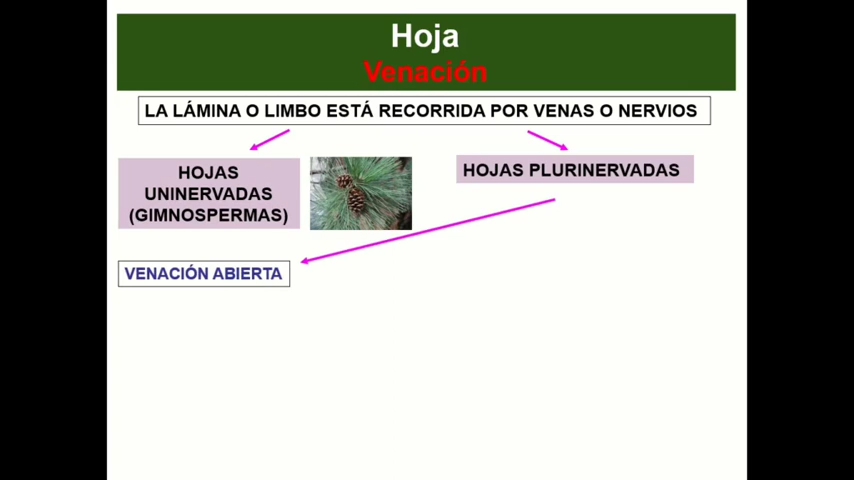 Hoja
Venación
LA LÁMINA O LIMBO ESTÁ RECORRIDA POR VENAS O NERVIOS
HOJAS
UNINERVADAS
(GIMNOSPERMAS)
HOJAS PLURINERVADAS
VENACIÓN ABIERTA